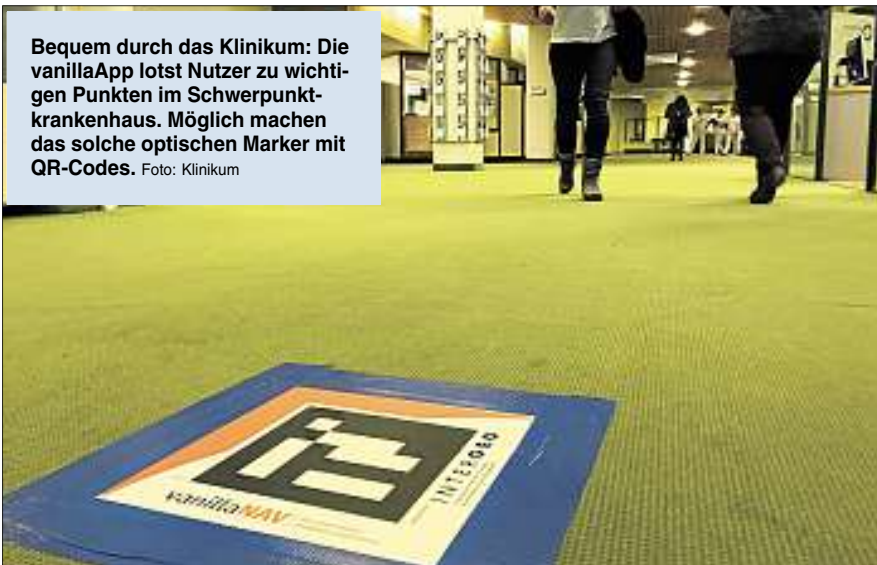 Bequem durch das Klinikum: Die
vanillaApp lotst Nutzer zu wichti-
gen Punkten im Schwerpunkt-
krankenhaus. Möglich machen
das solche optischen Marker mit
QR-Codes. Foto: Klinikum
vanillaNAV
INTERGEO